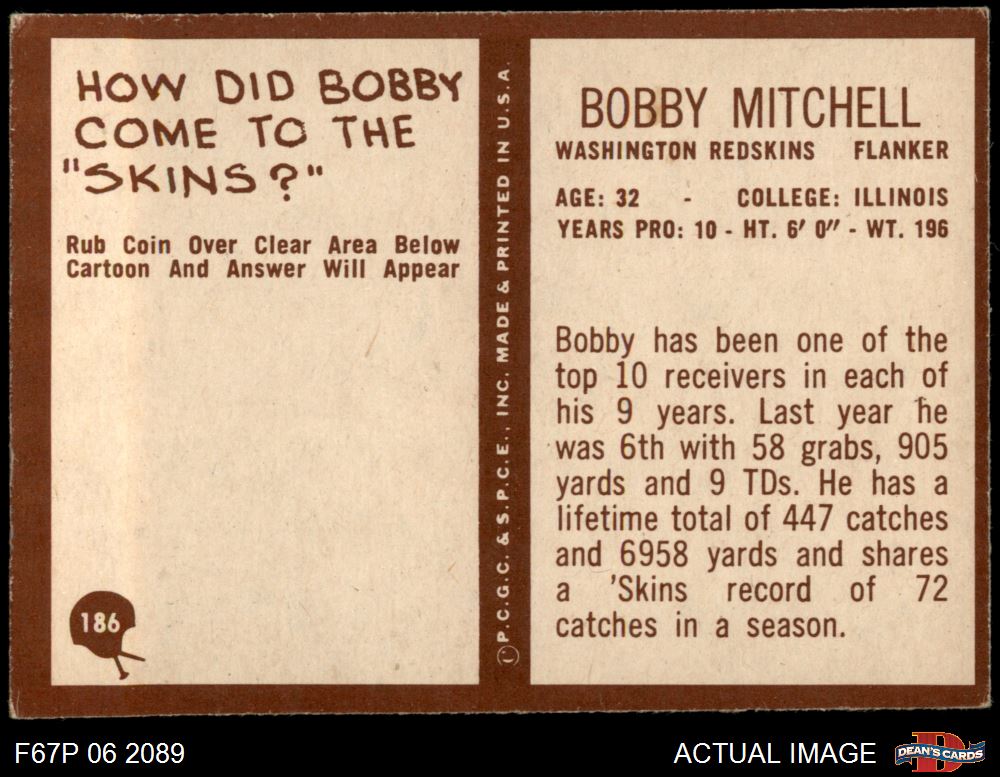 HOW DID BOBBY
COME TO THE
"SKINS?"
Rub Coin Over Clear Area Below
Cartoon And Answer Will Appear
186
Ⓒ P.C.G.C. & S.P.C.E., INC. MADE & PRINTED IN U.S.A.
BOBBY MITCHELL
WASHINGTON REDSKINS FLANKER
AGE: 32 - COLLEGE: ILLINOIS
YEARS PRO: 10 - HT. 6' 0" - WT. 196
Bobby has been one of the
top 10 receivers in each of
his 9 years. Last year he
was 6th with 58 grabs, 905
yards and 9 TDs. He has a
lifetime total of 447 catches
and 6958 yards and shares
a 'Skins record of 72
catches in a season.
F67P 06 2089
ACTUAL IMAGE
D
DEAN'S CARDS